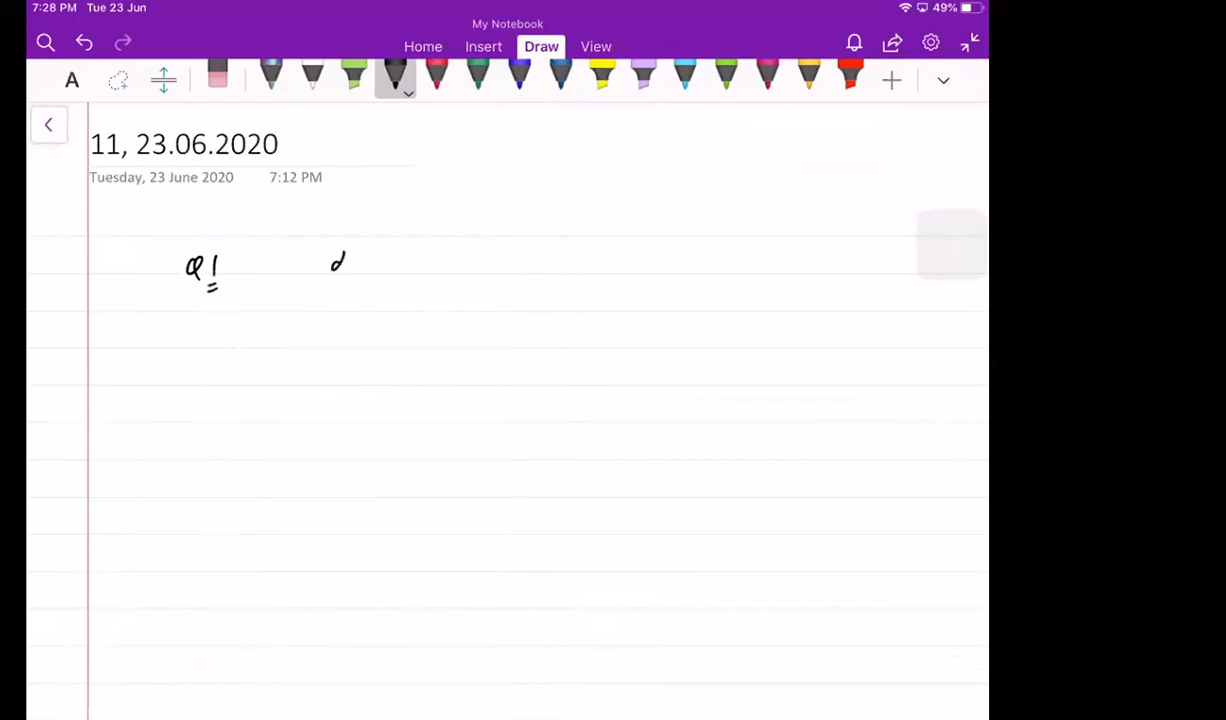 7:28 PM Tue 23 Jun 49%
My Notebook
Home Insert Draw View
A
11, 23.06.2020
Tuesday, 23 June 2020 7:12 PM
Q1 d